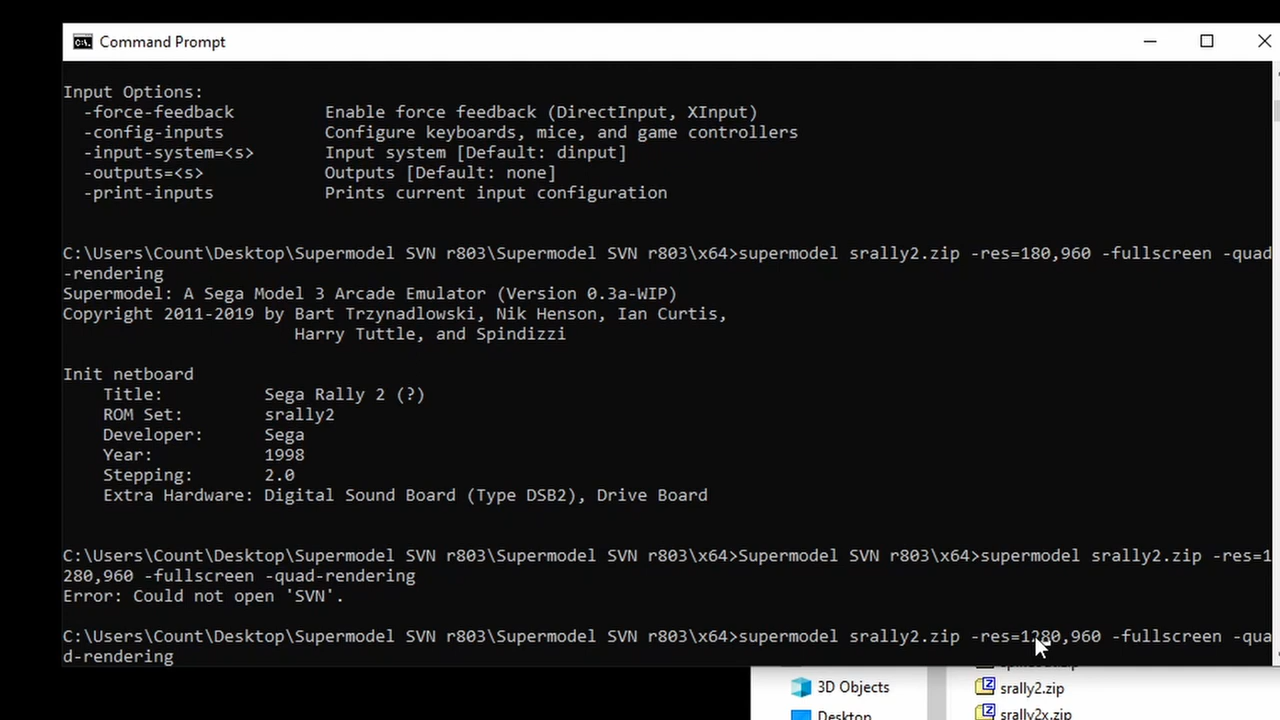 Command Prompt
Input Options:
-force-feedback Enable force feedback (DirectInput, XInput)
-config-inputs Configure keyboards, mice, and game controllers
-input-system=<s> Input system [Default: dinput]
-outputs=<s> Outputs [Default: none]
-print-inputs Prints current input configuration
C:\Users\Count\Desktop\Supermodel SVN r803\Supermodel SVN r803\x64>supermodel srally2.zip -res=180,960 -fullscreen -quad
-rendering
Supermodel: A Sega Model 3 Arcade Emulator (Version 0.3a-WIP)
Copyright 2011-2019 by Bart Trzynadlowski, Nik Henson, Ian Curtis,
Harry Tuttle, and Spindizzi
Init netboard
Title: Sega Rally 2 (?)
ROM Set: srally2
Developer: Sega
Year: 1998
Stepping: 2.0
Extra Hardware: Digital Sound Board (Type DSB2), Drive Board
C:\Users\Count\Desktop\Supermodel SVN r803\Supermodel SVN r803\x64>Supermodel SVN r803\x64>supermodel srally2.zip -res=1
280,960 -fullscreen -quad-rendering
Error: Could not open 'SVN'.
C:\Users\Count\Desktop\Supermodel SVN r803\Supermodel SVN r803\x64>supermodel srally2.zip -res=1280,960 -fullscreen -qua
d-rendering
3D Objects
srally2.zip
Desktop
srally2x.zip